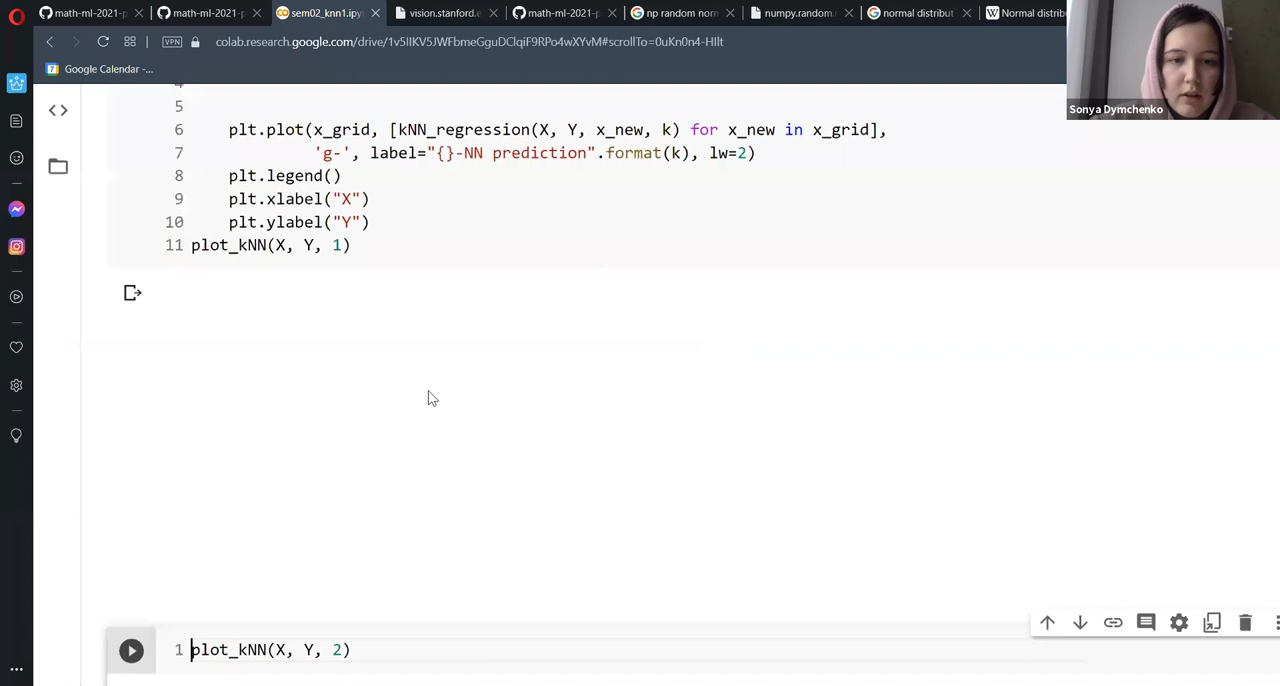 math-ml-2021-p
math-ml-2021-p
sem02_knn1.ipy
vision.stanford.e
math-ml-2021-p
np random norm
numpy.random.
normal distribut
Normal distrib
VPN
colab.research.google.com/drive/1v5IIKV5JWFbmeGguDClqiF9RPo4wXYvM#scrollTo=0uKn0n4-HIlt
7 Google Calendar -...
Sonya Dymchenko
5
6 plt.plot(x_grid, [kNN_regression(X, Y, x_new, k) for x_new in x_grid],
7 'g-', label="{}-NN prediction".format(k), lw=2)
8 plt.legend()
9 plt.xlabel("X")
10 plt.ylabel("Y")
11 plot_kNN(X, Y, 1)
1 plot_kNN(X, Y, 2)